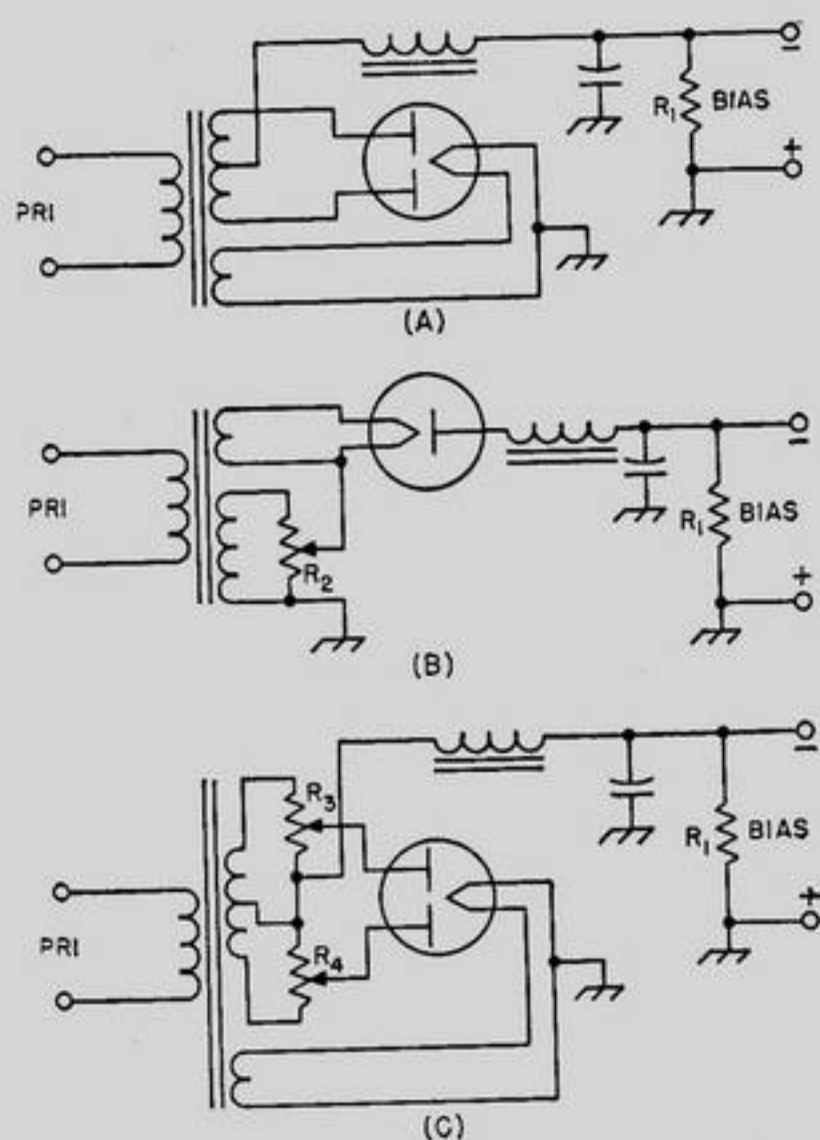 R₁ BIAS
PRI
+
(A)
PRI
R₂
R₁ BIAS
+
(B)
R₃
R₁ BIAS
PRI
R₄
+
(C)